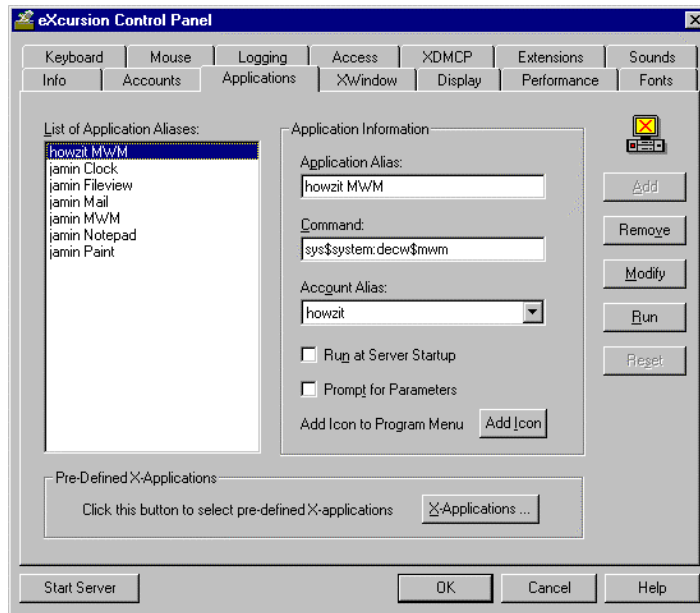 eXcursion Control Panel
Keyboard Mouse Logging Access XDMCP Extensions Sounds
Info Accounts Applications XWindow Display Performance Fonts
List of Application Aliases:
howzit MWM
jamin Clock
jamin Fileview
jamin Mail
jamin MWM
jamin Notepad
jamin Paint
Application Information
Application Alias:
howzit MWM
Command:
sys$system:decw$mwm
Account Alias:
howzit
Run at Server Startup
Prompt for Parameters
Add Icon to Program Menu Add Icon
Add
Remove
Modify
Run
Reset
Pre-Defined X-Applications
Click this button to select pre-defined X-applications X-Applications ...
Start Server OK Cancel Help